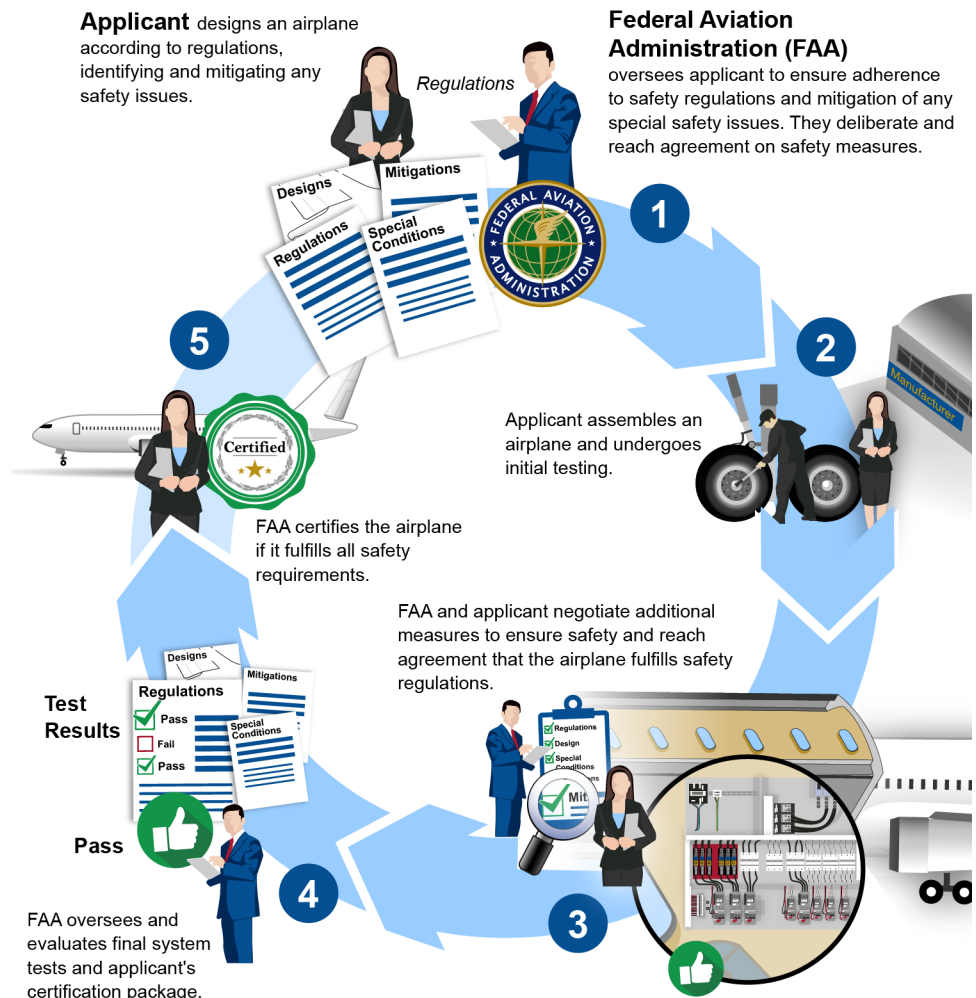 Applicant designs an airplane
according to regulations,
identifying and mitigating any
safety issues.
Regulations
Federal Aviation
Administration (FAA)
oversees applicant to ensure adherence
to safety regulations and mitigation of any
special safety issues. They deliberate and
reach agreement on safety measures.
Designs
Mitigations
Regulations
Special
Conditions
FEDERAL AVIATION
ADMINISTRATION
1
2
Manufacturer
Applicant assembles an
airplane and undergoes
initial testing.
5
Certified
FAA certifies the airplane
if it fulfills all safety
requirements.
FAA and applicant negotiate additional
measures to ensure safety and reach
agreement that the airplane fulfills safety
regulations.
Regulations
Design
Special
Conditions
Mit
3
Test
Results
Designs
Mitigations
Regulations
Pass
Fail
Pass
Special
Conditions
Pass
4
FAA oversees and
evaluates final system
tests and applicant's
certification package.